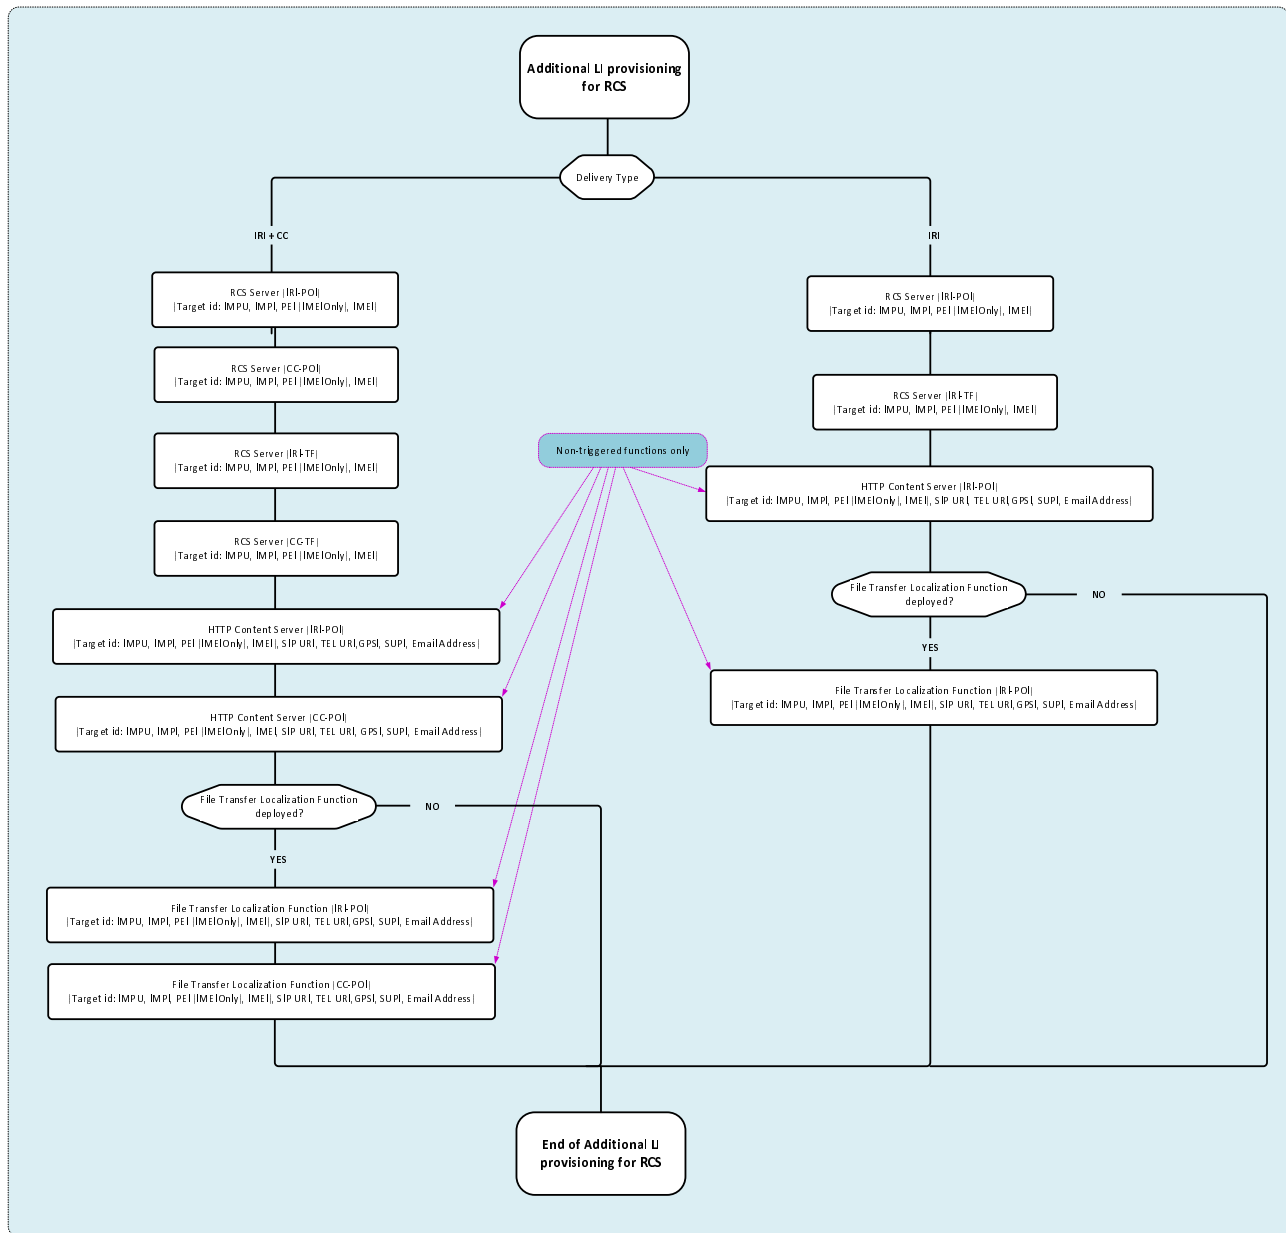 Additional LI provisioning
for RCS
Delivery Type
IRI + CC
IRI
RCS Server (IRI-POI)
(Target id: IMPU, IMPI, PEI (IMEIOnly), IMEI)
RCS Server (CC-POI)
(Target id: IMPU, IMPI, PEI (IMEIOnly), IMEI)
RCS Server (IRI-TF)
(Target id: IMPU, IMPI, PEI (IMEIOnly), IMEI)
RCS Server (CC-TF)
(Target id: IMPU, IMPI, PEI (IMEIOnly), IMEI)
HTTP Content Server (IRI-POI)
(Target id: IMPU, IMPI, PEI (IMEIOnly), IMEI), SIP URI, TEL URI,GPSI, SUPI, Email Address)
HTTP Content Server (CC-POI)
(Target id: IMPU, IMPI, PEI (IMEIOnly), IMEI, SIP URI, TEL URI, GPSI, SUPI, Email Address)
File Transfer Localization Function
deployed?
NO
YES
File Transfer Localization Function (IRI-POI)
(Target id: IMPU, IMPI, PEI (IMEIOnly), IMEI), SIP URI, TEL URI,GPSI, SUPI, Email Address)
File Transfer Localization Function (CC-POI)
(Target id: IMPU, IMPI, PEI (IMEIOnly), IMEI), SIP URI, TEL URI,GPSI, SUPI, Email Address)
Non-triggered functions only
RCS Server (IRI-POI)
(Target id: IMPU, IMPI, PEI (IMEIOnly), IMEI)
RCS Server (IRI-TF)
(Target id: IMPU, IMPI, PEI (IMEIOnly), IMEI)
HTTP Content Server (IRI-POI)
(Target id: IMPU, IMPI, PEI (IMEIOnly), IMEI), SIP URI, TEL URI,GPSI, SUPI, Email Address)
File Transfer Localization Function
deployed?
NO
YES
File Transfer Localization Function (IRI-POI)
(Target id: IMPU, IMPI, PEI (IMEIOnly), IMEI), SIP URI, TEL URI,GPSI, SUPI, Email Address)
End of Additional LI
provisioning for RCS